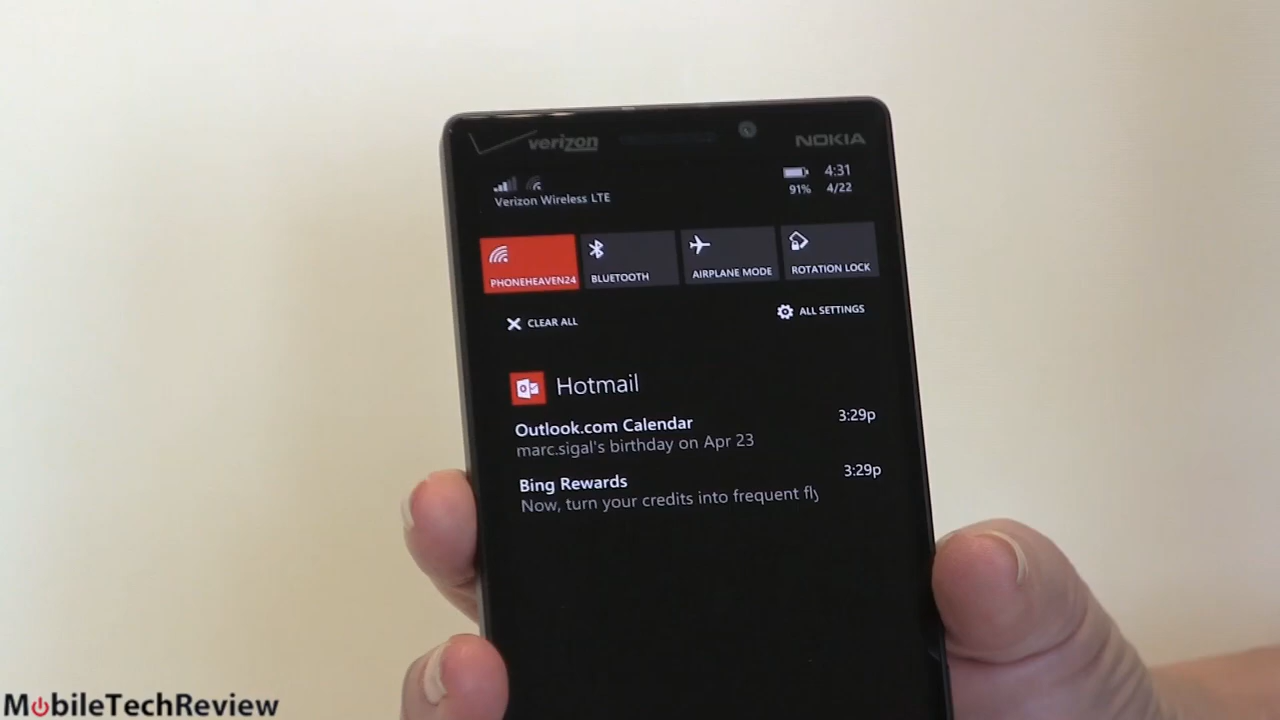 verizon
NOKIA
4:31
Verizon Wireless LTE
91% 4/22
PHONEHEAVEN24
BLUETOOTH
AIRPLANE MODE
ROTATION LOCK
CLEAR ALL
ALL SETTINGS
Hotmail
Outlook.com Calendar 3:29p
marc.sigal's birthday on Apr 23
Bing Rewards 3:29p
Now, turn your credits into frequent fly
MobileTechReview